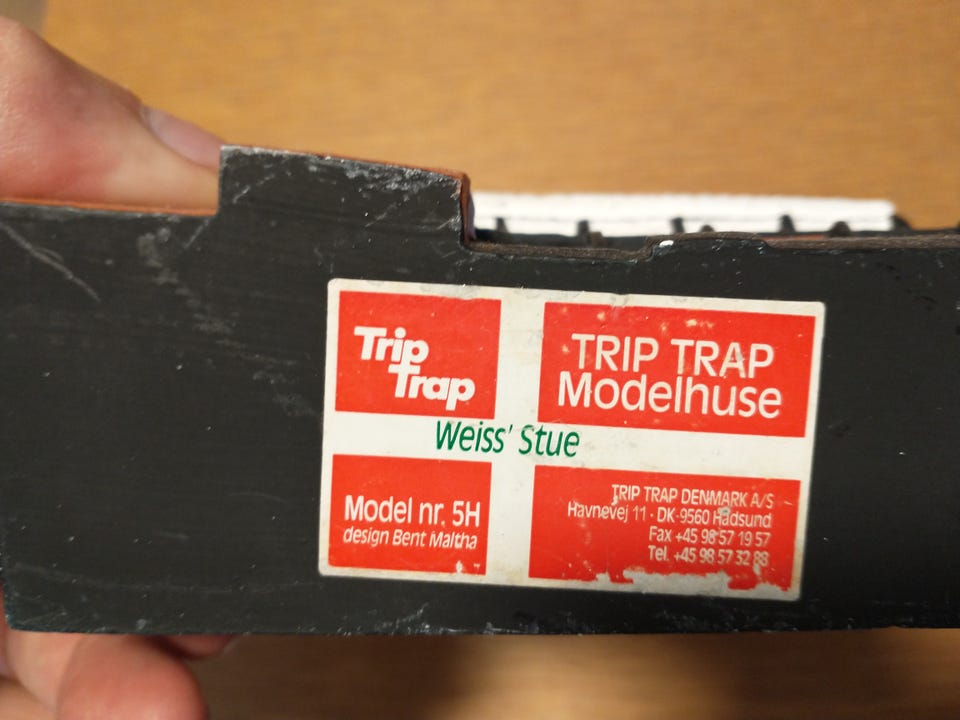 Trip
Trap
TRIP TRAP
Modelhuse
Weiss' Stue
Model nr. 5H
design Bent Maltha
TRIP TRAP DENMARK A/S
Havnevej 11 · DK-9560 Hadsund
Fax +45 98 57 19 57
Tel. +45 98 57 32 88